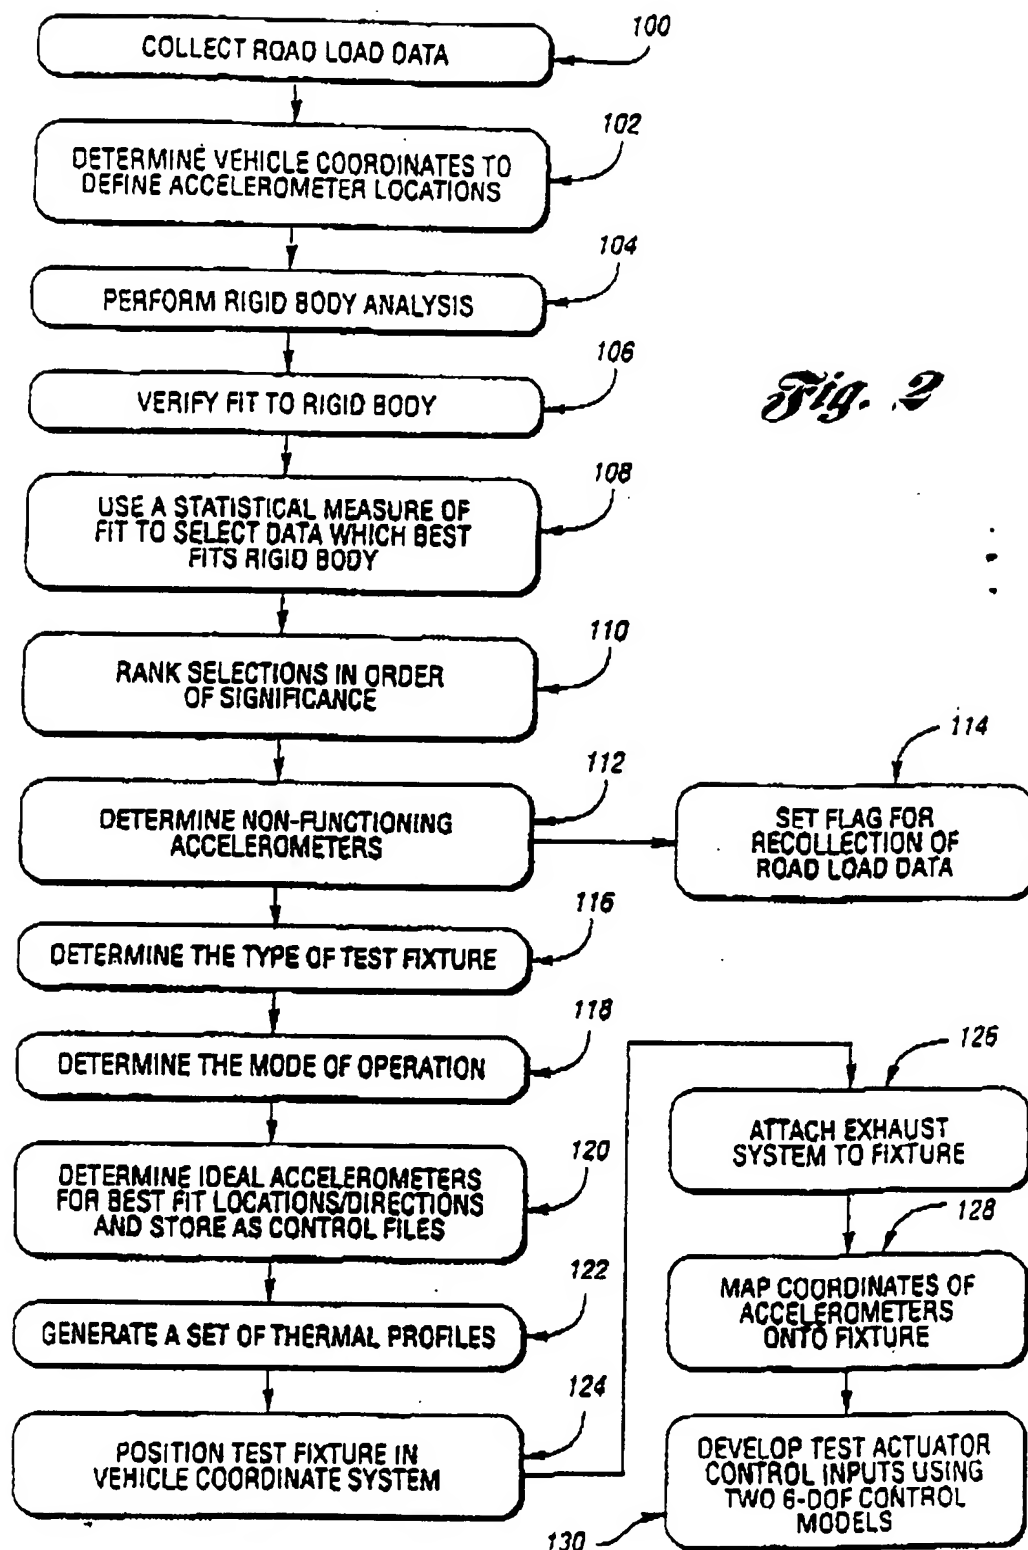 100
COLLECT ROAD LOAD DATA
102
DETERMINE VEHICLE COORDINATES TO
DEFINE ACCELEROMETER LOCATIONS
104
PERFORM RIGID BODY ANALYSIS
106
VERIFY FIT TO RIGID BODY
Fig. 2
108
USE A STATISTICAL MEASURE OF
FIT TO SELECT DATA WHICH BEST
FITS RIGID BODY
110
RANK SELECTIONS IN ORDER
OF SIGNIFICANCE
112
DETERMINE NON-FUNCTIONING
ACCELEROMETERS
114
SET FLAG FOR
RECOLLECTION OF
ROAD LOAD DATA
116
DETERMINE THE TYPE OF TEST FIXTURE
118
DETERMINE THE MODE OF OPERATION
120
DETERMINE IDEAL ACCELEROMETERS
FOR BEST FIT LOCATIONS/DIRECTIONS
AND STORE AS CONTROL FILES
122
GENERATE A SET OF THERMAL PROFILES
124
POSITION TEST FIXTURE IN
VEHICLE COORDINATE SYSTEM
126
ATTACH EXHAUST
SYSTEM TO FIXTURE
128
MAP COORDINATES OF
ACCELEROMETERS
ONTO FIXTURE
DEVELOP TEST ACTUATOR
CONTROL INPUTS USING
TWO 6-DOF CONTROL
MODELS
130